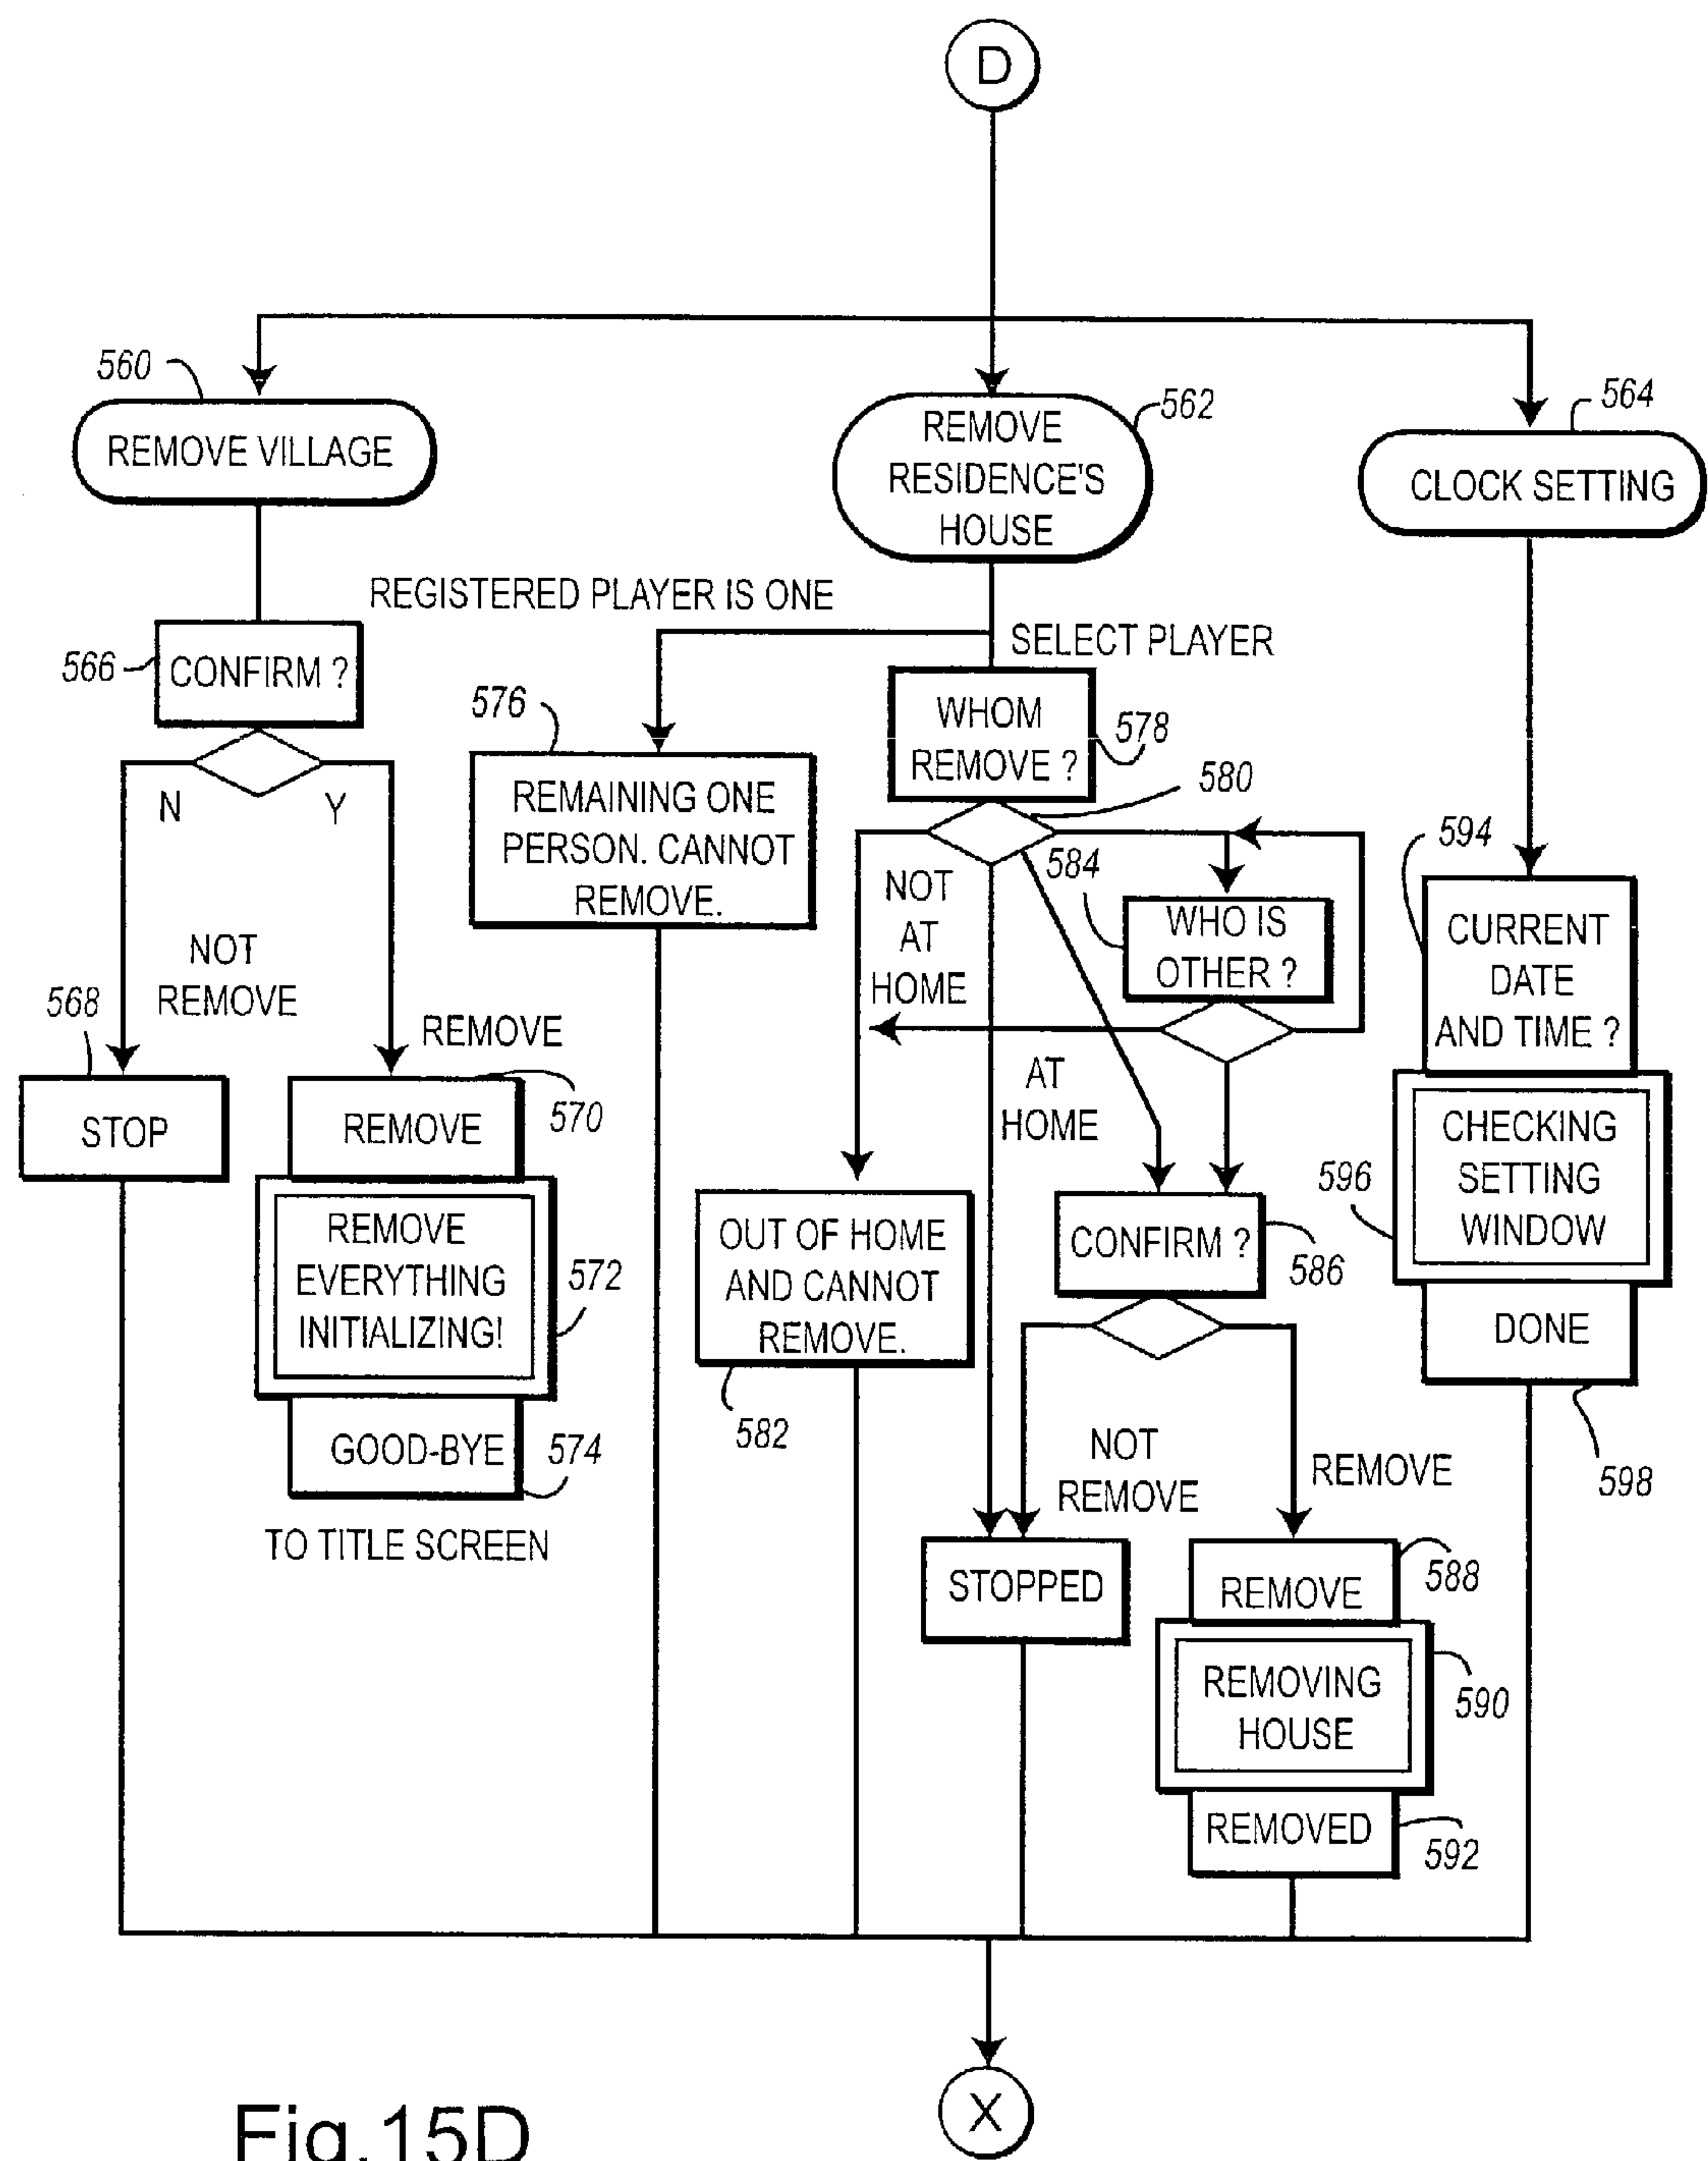 D
560
REMOVE VILLAGE
562
REMOVE
RESIDENCE'S
HOUSE
564
CLOCK SETTING
REGISTERED PLAYER IS ONE
SELECT PLAYER
566
CONFIRM ?
N
Y
NOT
REMOVE
REMOVE
568
STOP
570
REMOVE
REMOVE
EVERYTHING
INITIALIZING!
572
GOOD-BYE
574
TO TITLE SCREEN
576
REMAINING ONE
PERSON. CANNOT
REMOVE.
WHOM
REMOVE ?
578
580
NOT
AT
HOME
584
WHO IS
OTHER ?
AT
HOME
OUT OF HOME
AND CANNOT
REMOVE.
582
CONFIRM ?
586
NOT
REMOVE
REMOVE
STOPPED
REMOVE
588
REMOVING
HOUSE
590
REMOVED
592
594
CURRENT
DATE
AND TIME ?
596
CHECKING
SETTING
WINDOW
DONE
598
X
Fig.15D